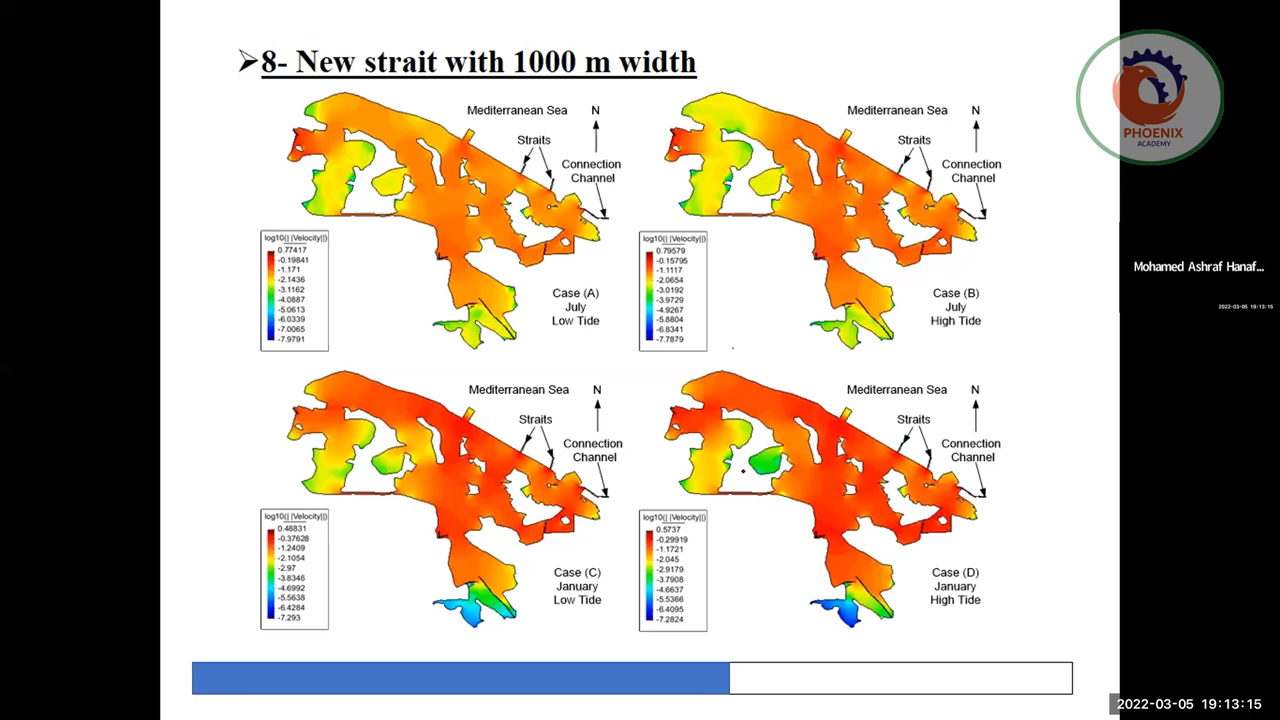 ➢8- New strait with 1000 m width
Mediterranean Sea
N
Straits
Connection
Channel
log10(| |Velocity||)
0.77417
-0.19841
-1.171
-2.1436
-3.1162
-4.0887
-5.0613
-6.0339
-7.0065
-7.9791
Case (A)
July
Low Tide
Mediterranean Sea
N
Straits
Connection
Channel
log10(| |Velocity||)
0.79579
-0.15795
-1.1117
-2.0654
-3.0192
-3.9729
-4.9267
-5.8804
-6.8341
-7.7879
Case (B)
July
High Tide
Mediterranean Sea
N
Straits
Connection
Channel
log10(| |Velocity||)
0.48831
-0.37628
-1.2409
-2.1054
-2.97
-3.8346
-4.6992
-5.5638
-6.4284
-7.293
Case (C)
January
Low Tide
Mediterranean Sea
N
Straits
Connection
Channel
log10(| |Velocity||)
0.5737
-0.29919
-1.1721
-2.045
-2.9179
-3.7908
-4.6637
-5.5366
-6.4095
-7.2824
Case (D)
January
High Tide
PHOENIX
ACADEMY
Mohamed Ashraf Hanaf...
2022-03-05 19:13:15
2022-03-05 19:13:15